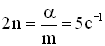 2n = α/m = 5c⁻¹